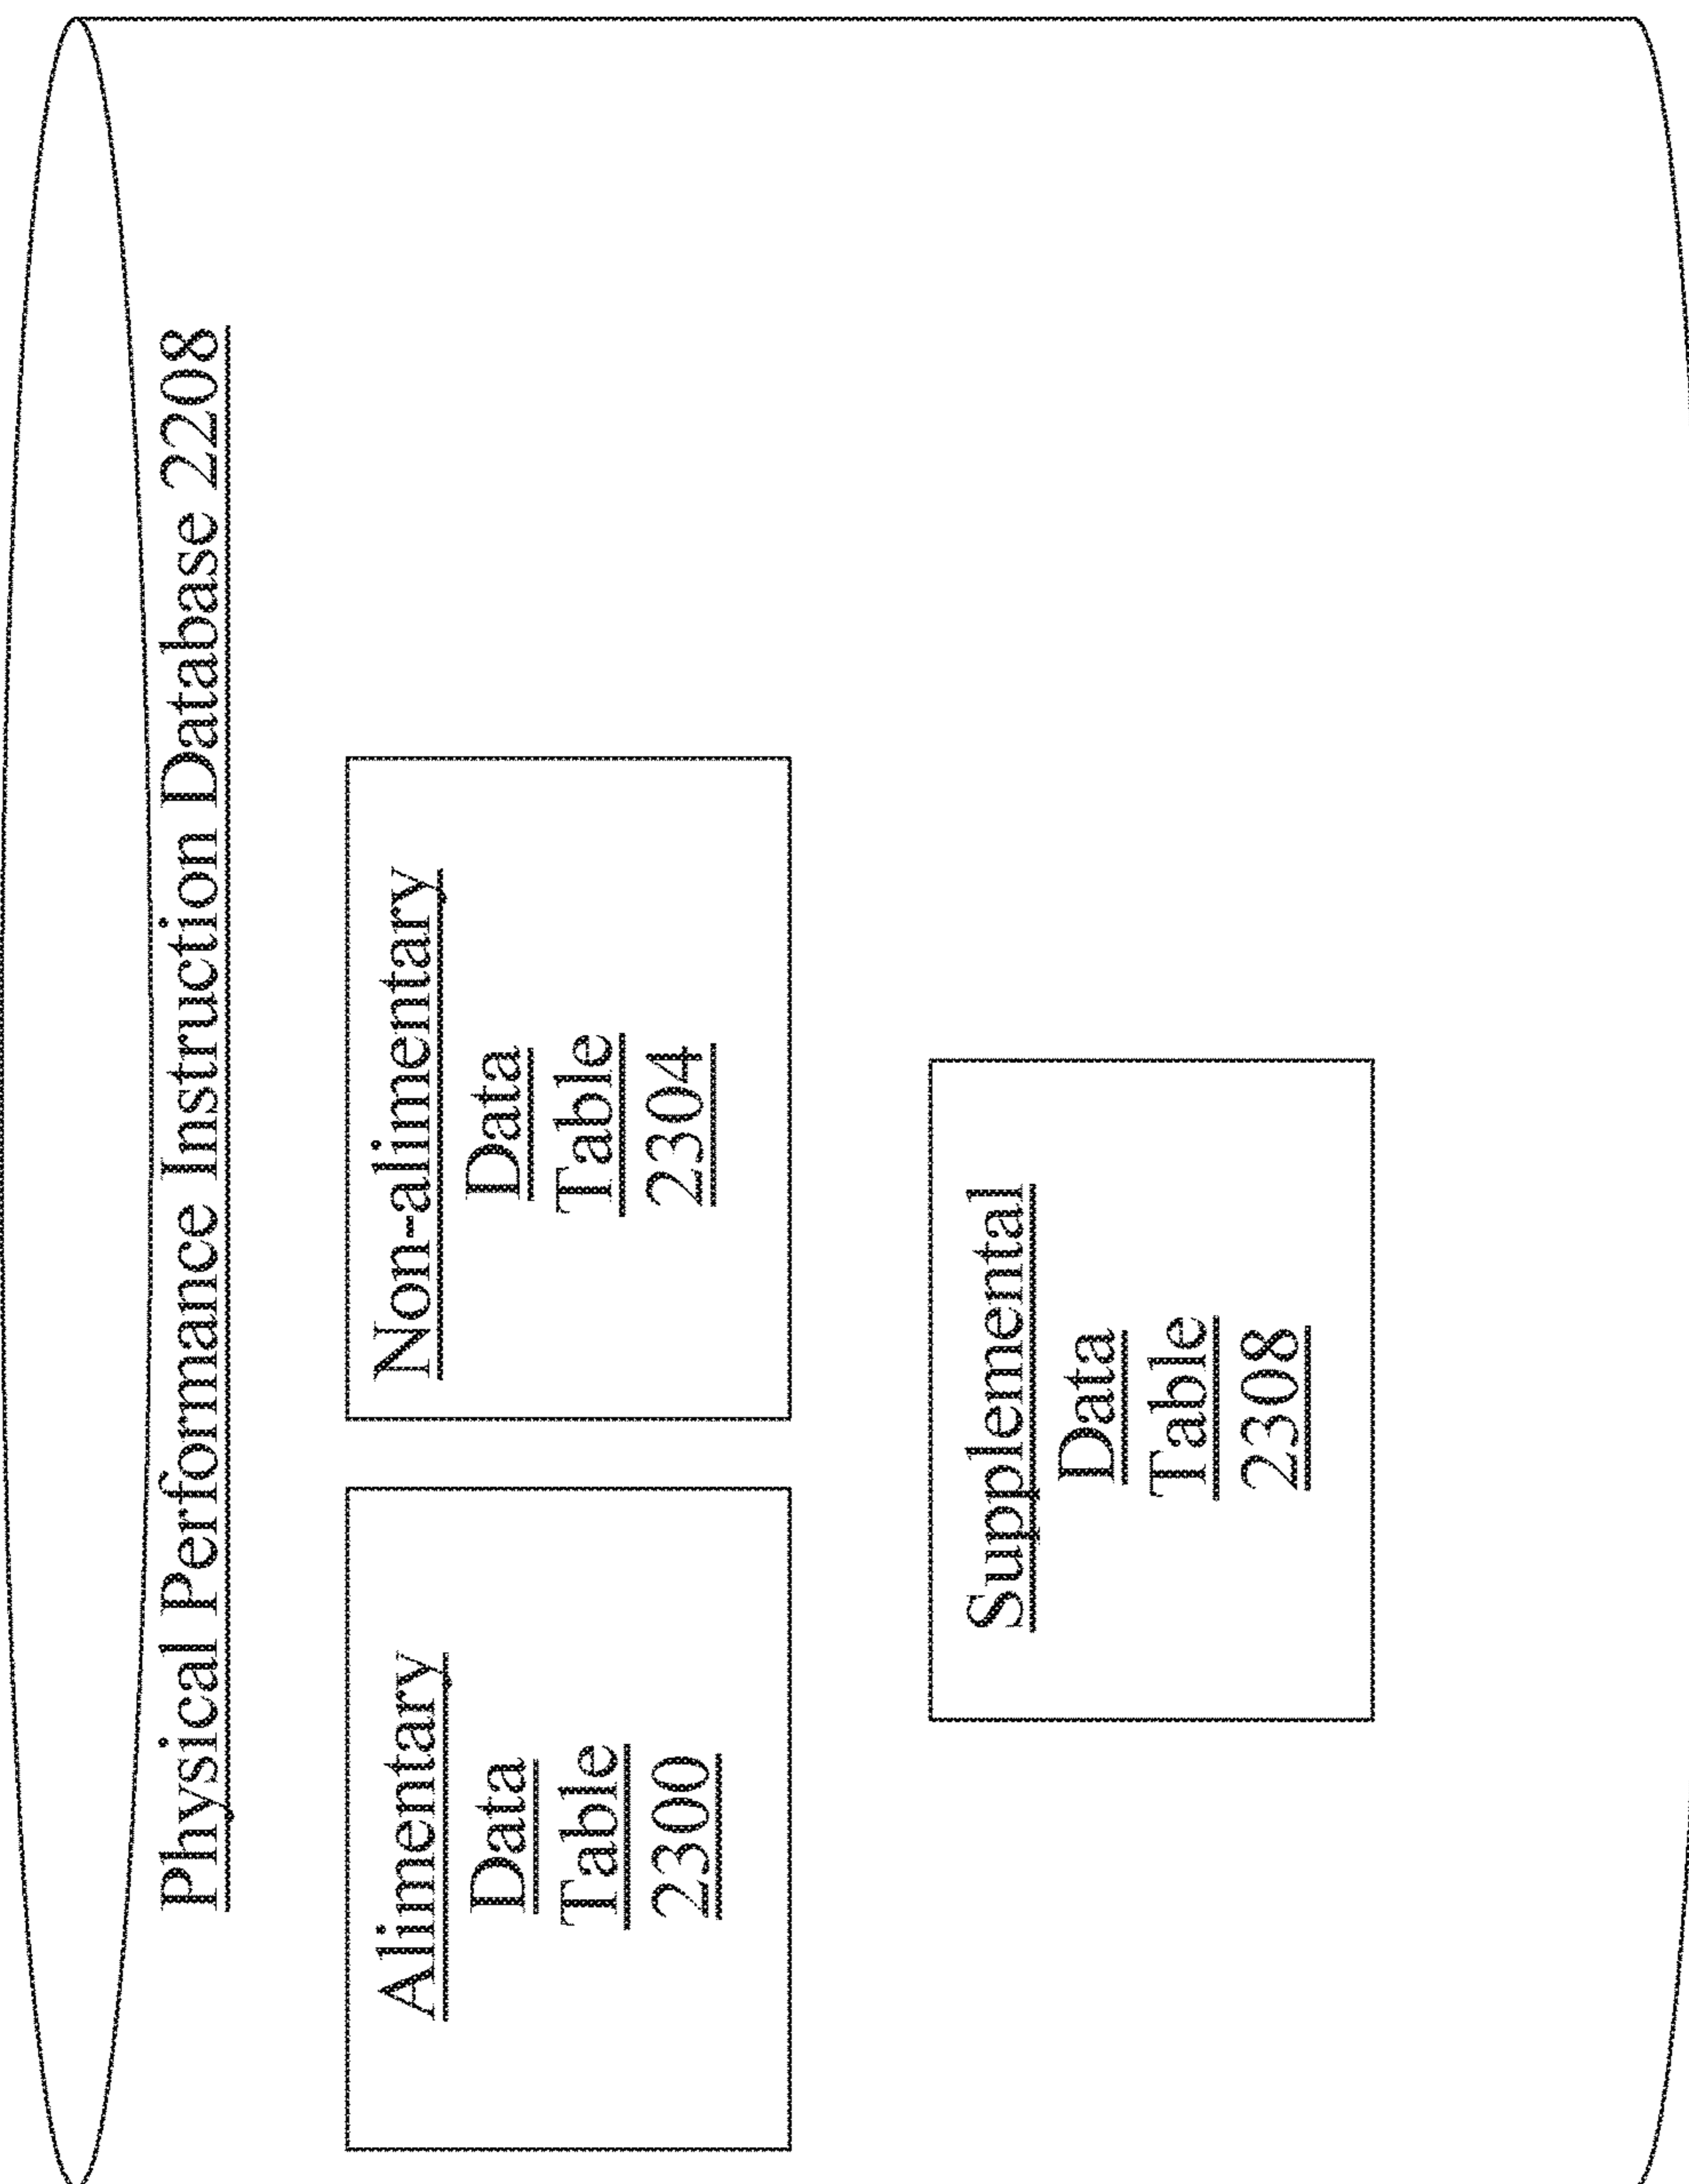 Physical Performance Instruction Database 2208
Alimentary
Data
Table
2300
Non-alimentary
Data
Table
2304
Supplemental
Data
Table
2308